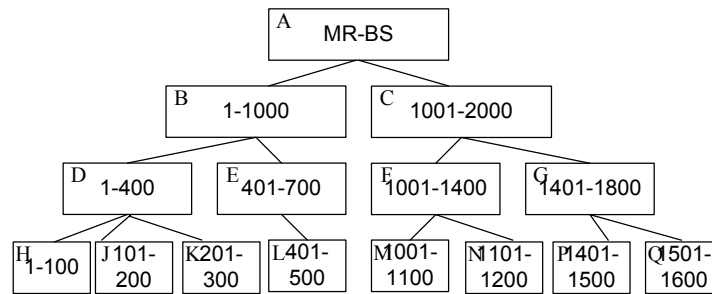 A
MR-BS
B
1-1000
C
1001-2000
D
1-400
E
401-700
F
1001-1400
G
1401-1800
H
1-100
J
101-
200
K
201-
300
L
401-
500
M
1001-
1100
N
1101-
1200
P
1401-
1500
Q
1501-
1600